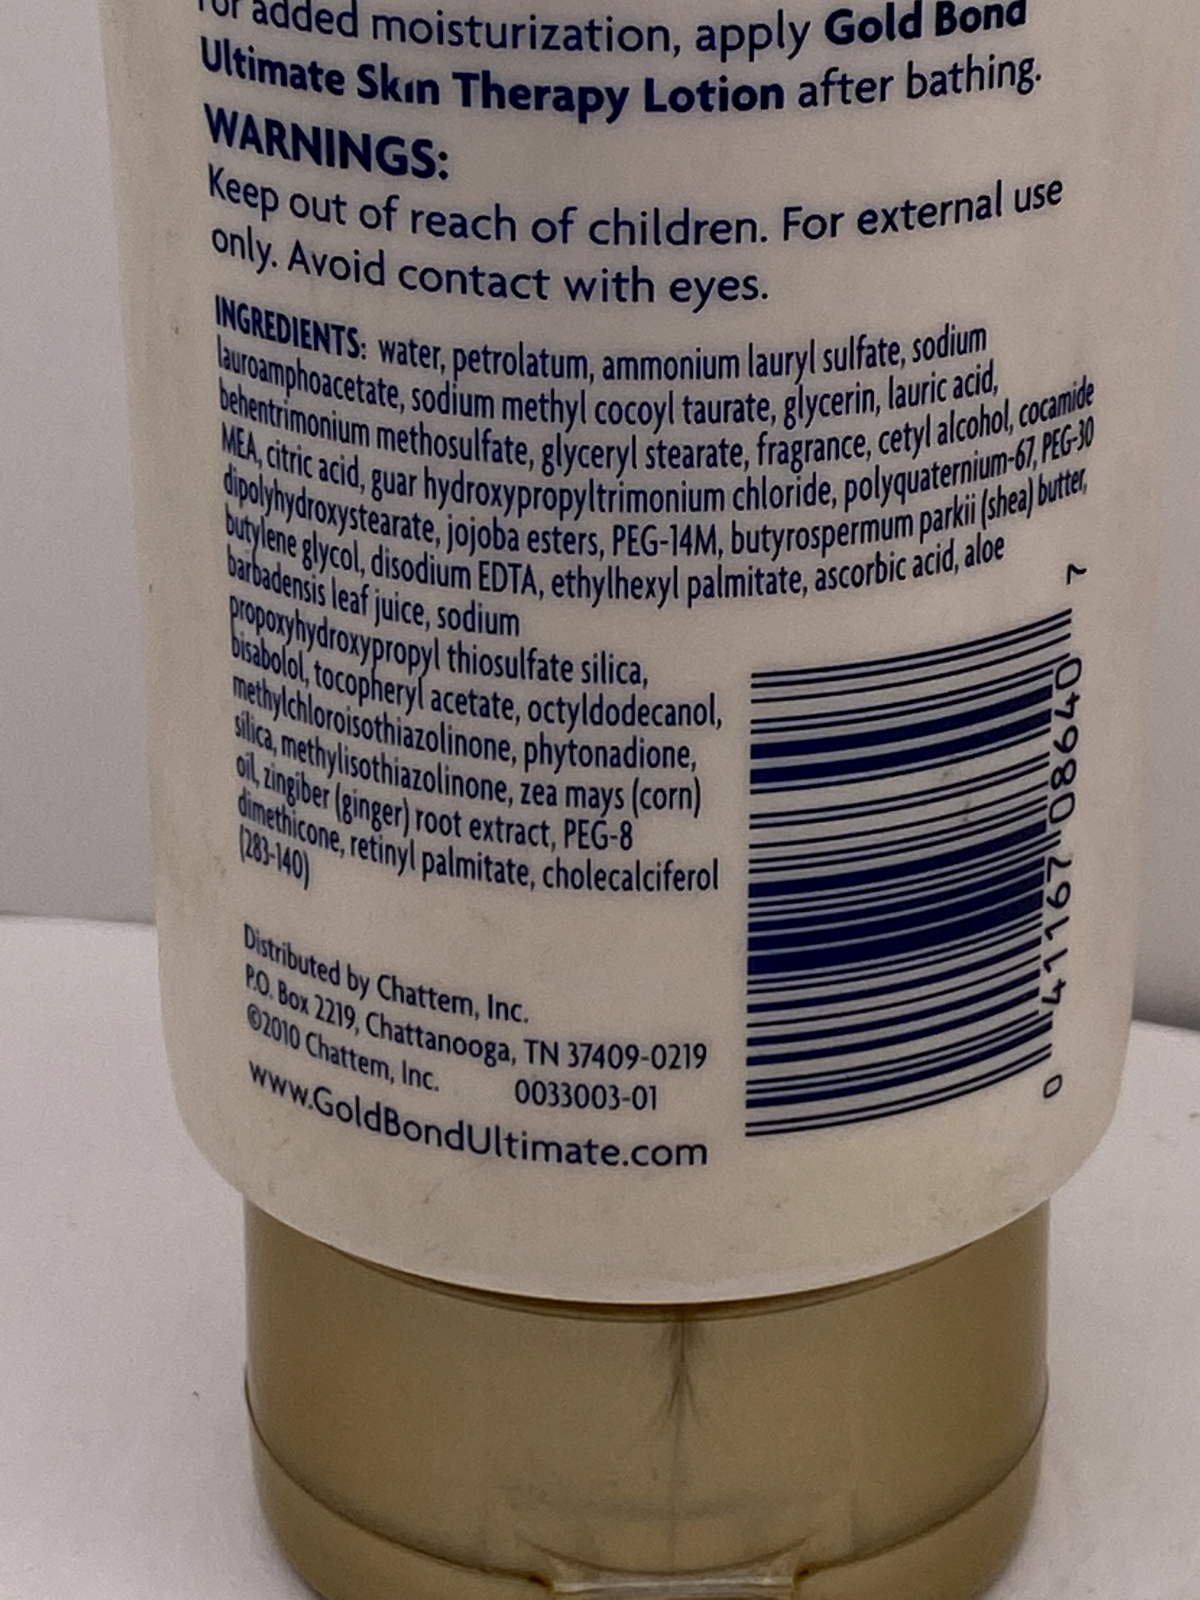 for added moisturization, apply Gold Bond
Ultimate Skin Therapy Lotion after bathing.
WARNINGS:
Keep out of reach of children. For external use
only. Avoid contact with eyes.
INGREDIENTS: water, petrolatum, ammonium lauryl sulfate, sodium
lauroamphoacetate, sodium methyl cocoyl taurate, glycerin, lauric acid,
behentrimonium methosulfate, glyceryl stearate, fragrance, cetyl alcohol, cocamide
MEA, citric acid, guar hydroxypropyltrimonium chloride, polyquaternium-67, PEG-30
dipolyhydroxystearate, jojoba esters, PEG-14M, butyrospermum parkii (shea) butter,
butylene glycol, disodium EDTA, ethylhexyl palmitate, ascorbic acid, aloe
barbadensis leaf juice, sodium
propoxyhydroxypropyl thiosulfate silica,
bisabolol, tocopheryl acetate, octyldodecanol,
methylchloroisothiazolinone, phytonadione,
silica, methylisothiazolinone, zea mays (corn)
oil, zingiber (ginger) root extract, PEG-8
dimethicone, retinyl palmitate, cholecalciferol
(283-140)
Distributed by Chattem, Inc.
P.O. Box 2219, Chattanooga, TN 37409-0219
©2010 Chattem, Inc. 0033003-01
www.GoldBondUltimate.com
0 41167 08640 7